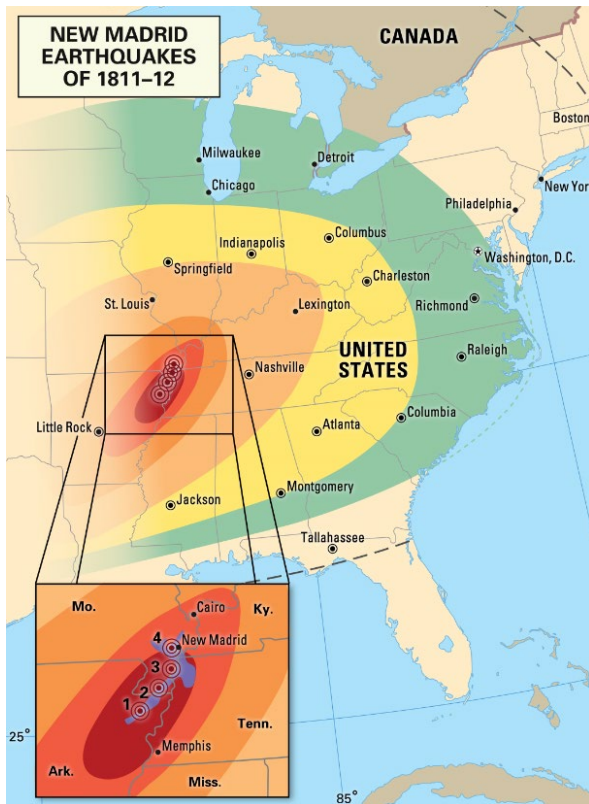 NEW MADRID
EARTHQUAKES
OF 1811–12
CANADA
Boston
Milwaukee
Detroit
Chicago
New York
Philadelphia
Columbus
Indianapolis
Washington, D.C.
Springfield
Charleston
St. Louis
Lexington
Richmond
UNITED
STATES
Raleigh
Nashville
Little Rock
Atlanta
Columbia
Jackson
Montgomery
Tallahassee
Mo.
Cairo
Ky.
4
New Madrid
3
2
1
Tenn.
25°
Memphis
Ark.
Miss.
85°